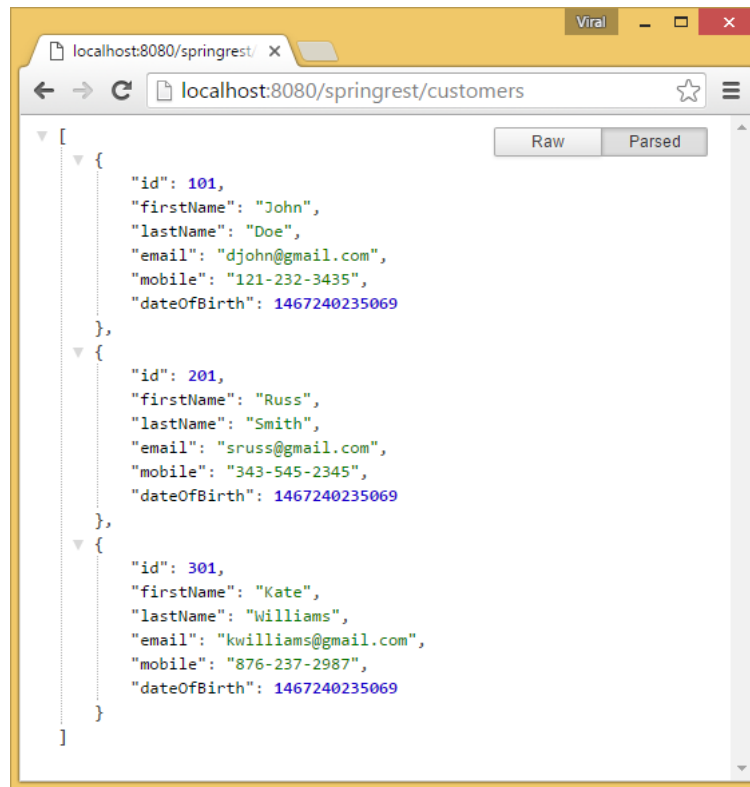 Viral
localhost:8080/springrest/
localhost:8080/springrest/customers
Raw Parsed
[
{
"id": 101,
"firstName": "John",
"lastName": "Doe",
"email": "djohn@gmail.com",
"mobile": "121-232-3435",
"dateOfBirth": 1467240235069
},
{
"id": 201,
"firstName": "Russ",
"lastName": "Smith",
"email": "sruss@gmail.com",
"mobile": "343-545-2345",
"dateOfBirth": 1467240235069
},
{
"id": 301,
"firstName": "Kate",
"lastName": "Williams",
"email": "kwilliams@gmail.com",
"mobile": "876-237-2987",
"dateOfBirth": 1467240235069
}
]